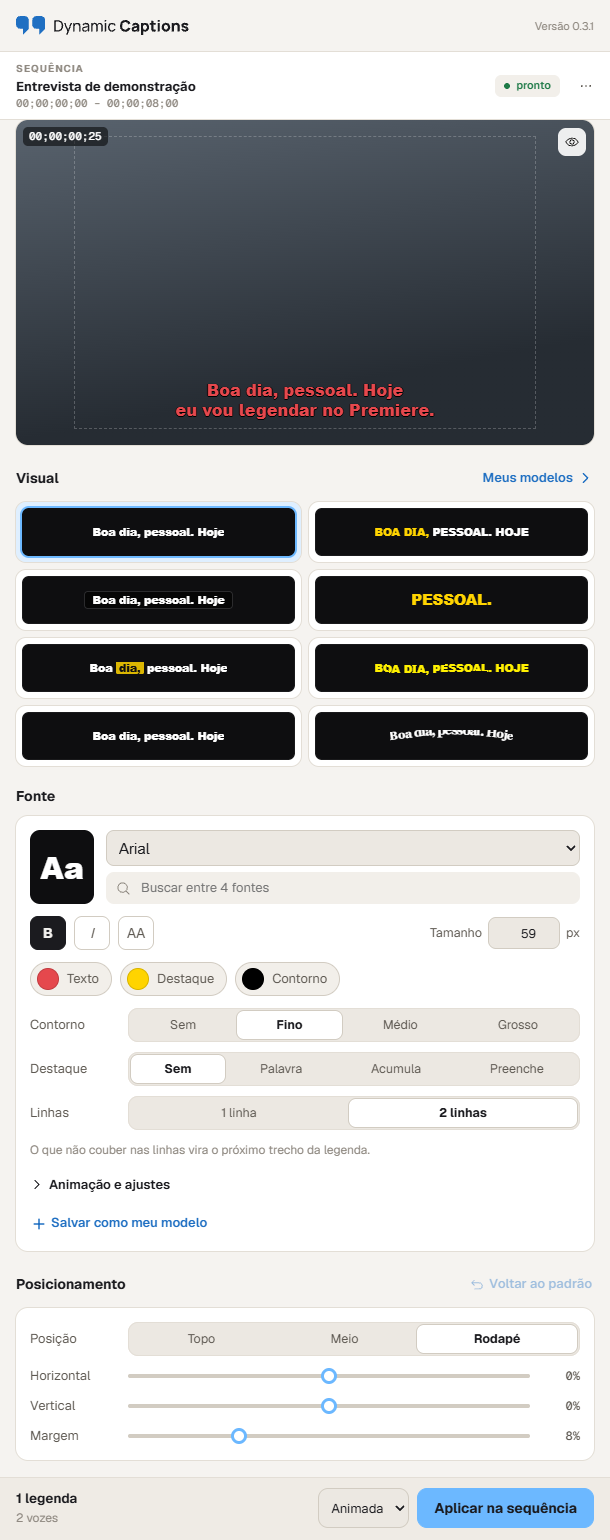 Dynamic Captions
Versão 0.3.1
SEQUÊNCIA
Entrevista de demonstração
00;00;00;00 – 00;00;08;00
pronto
···
00;00;00;25
Boa dia, pessoal. Hoje
eu vou legendar no Premiere.
Visual
Meus modelos
Boa dia, pessoal. Hoje
BOA DIA, PESSOAL. HOJE
Boa dia, pessoal. Hoje
PESSOAL.
Boa dia, pessoal. Hoje
BOA DIA, PESSOAL. HOJE
Boa dia, pessoal. Hoje
Boa dia, pessoal. Hoje
Fonte
Aa
Arial
Buscar entre 4 fontes
B
I
AA
Tamanho 59 px
Texto
Destaque
Contorno
Contorno
Sem
Fino
Médio
Grosso
Destaque
Sem
Palavra
Acumula
Preenche
Linhas
1 linha
2 linhas
O que não couber nas linhas vira o próximo trecho da legenda.
Animação e ajustes
Salvar como meu modelo
Posicionamento
Voltar ao padrão
Posição
Topo
Meio
Rodapé
Horizontal
0%
Vertical
0%
Margem
8%
1 legenda
2 vozes
Animada
Aplicar na sequência